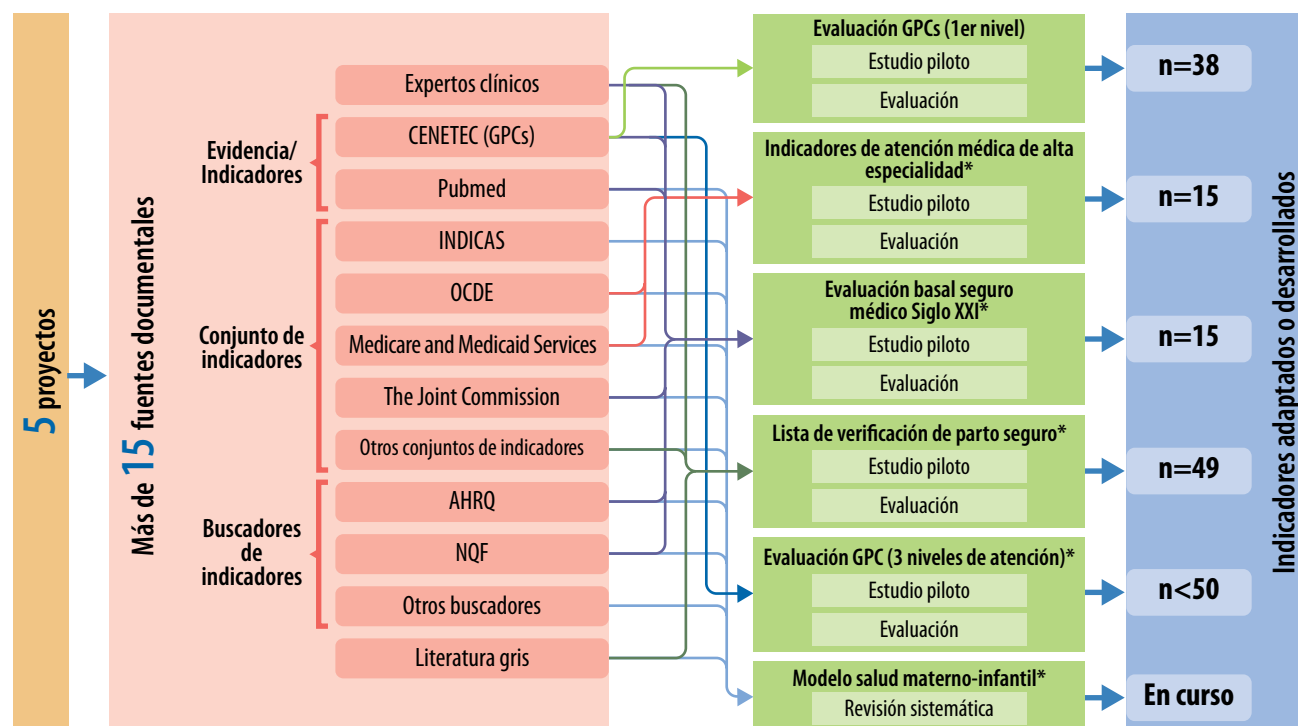 5 proyectos
Más de 15 fuentes documentales
Evidencia/
Indicadores
Conjunto de
indicadores
Buscadores
de
indicadores
Expertos clínicos
CENETEC (GPCs)
Pubmed
INDICAS
OCDE
Medicare and Medicaid Services
The Joint Commission
Otros conjuntos de indicadores
AHRQ
NQF
Otros buscadores
Literatura gris
Evaluación GPCs (1er nivel)
Estudio piloto
Evaluación
n=38
Indicadores de atención médica de alta
especialidad*
Estudio piloto
Evaluación
n=15
Evaluación basal seguro
médico Siglo XXI*
Estudio piloto
Evaluación
n=15
Lista de verificación de parto seguro*
Estudio piloto
Evaluación
n=49
Evaluación GPC (3 niveles de atención)*
Estudio piloto
Evaluación
n<50
Modelo salud materno-infantil*
Revisión sistemática
En curso
Indicadores adaptados o desarrollados